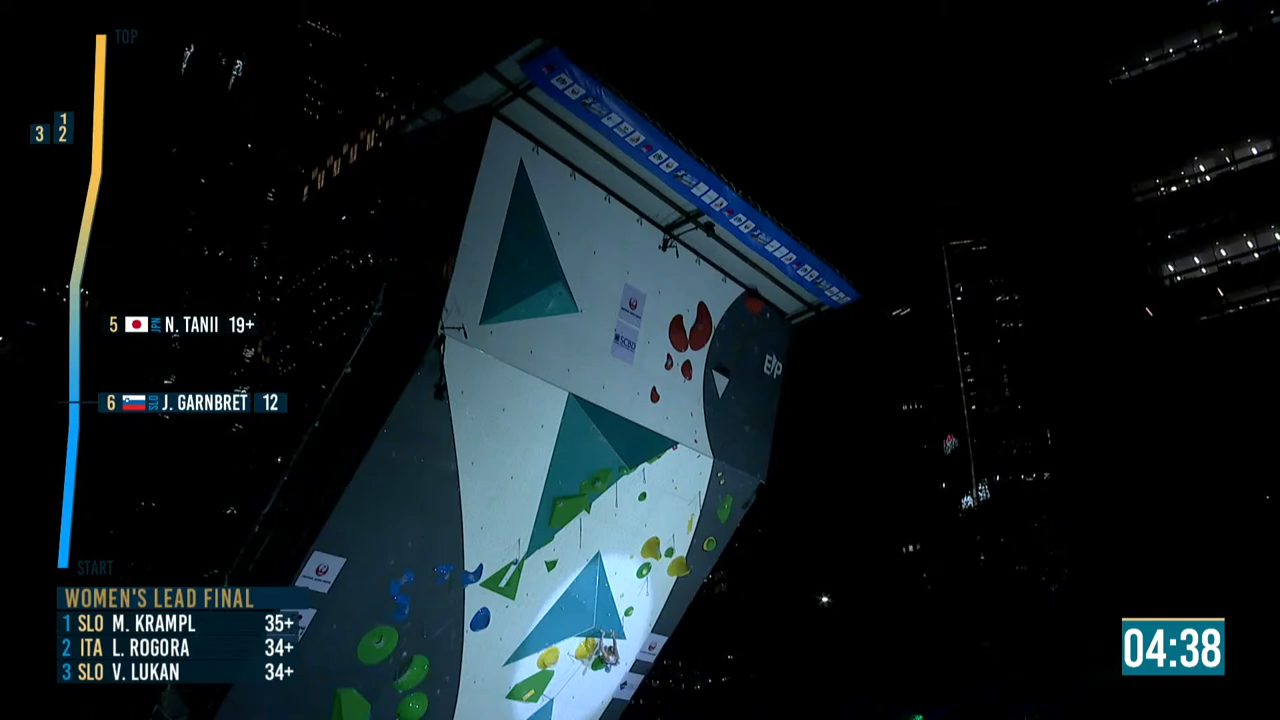 TOP
1
3 2
5 JPN N. TANII 19+
6 SLO J. GARNBRET 12
SCBD
E/P
START
WOMEN'S LEAD FINAL
1 SLO M. KRAMPL 35+
2 ITA L. ROGORA 34+
3 SLO V. LUKAN 34+
04:38